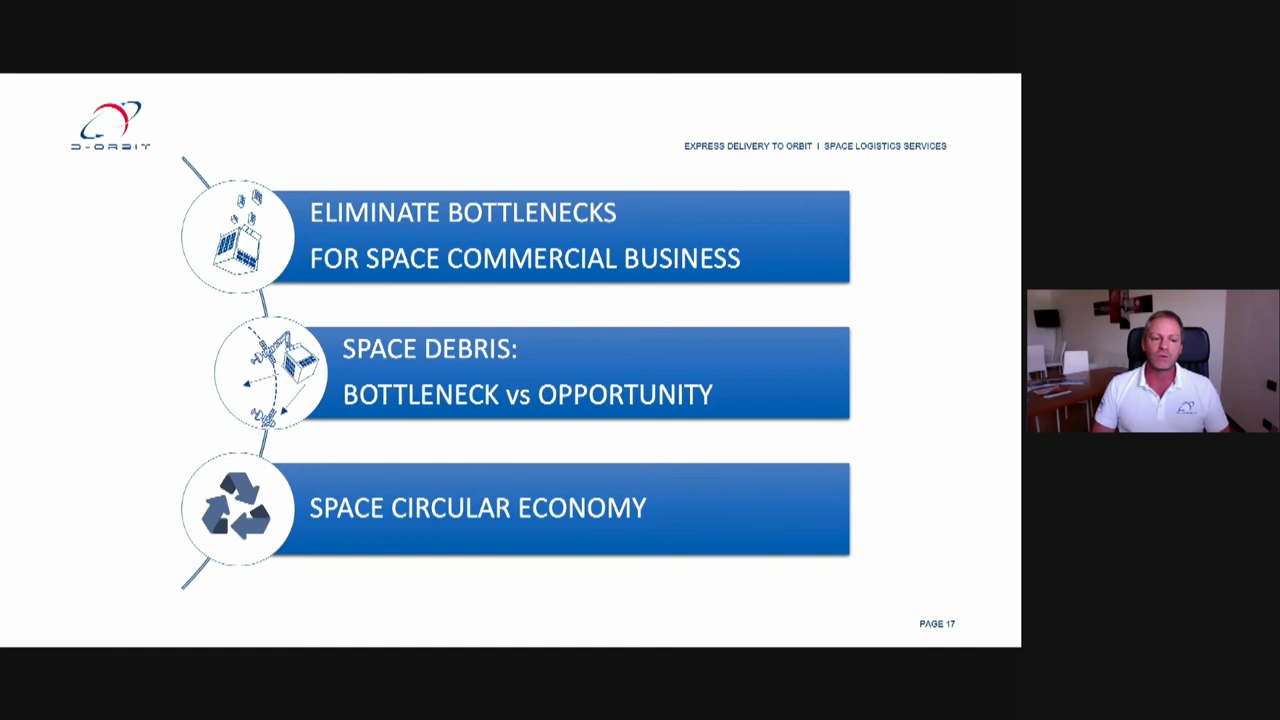 D-ORBIT
EXPRESS DELIVERY TO ORBIT | SPACE LOGISTICS SERVICES
ELIMINATE BOTTLENECKS
FOR SPACE COMMERCIAL BUSINESS
SPACE DEBRIS:
BOTTLENECK vs OPPORTUNITY
SPACE CIRCULAR ECONOMY
PAGE 17